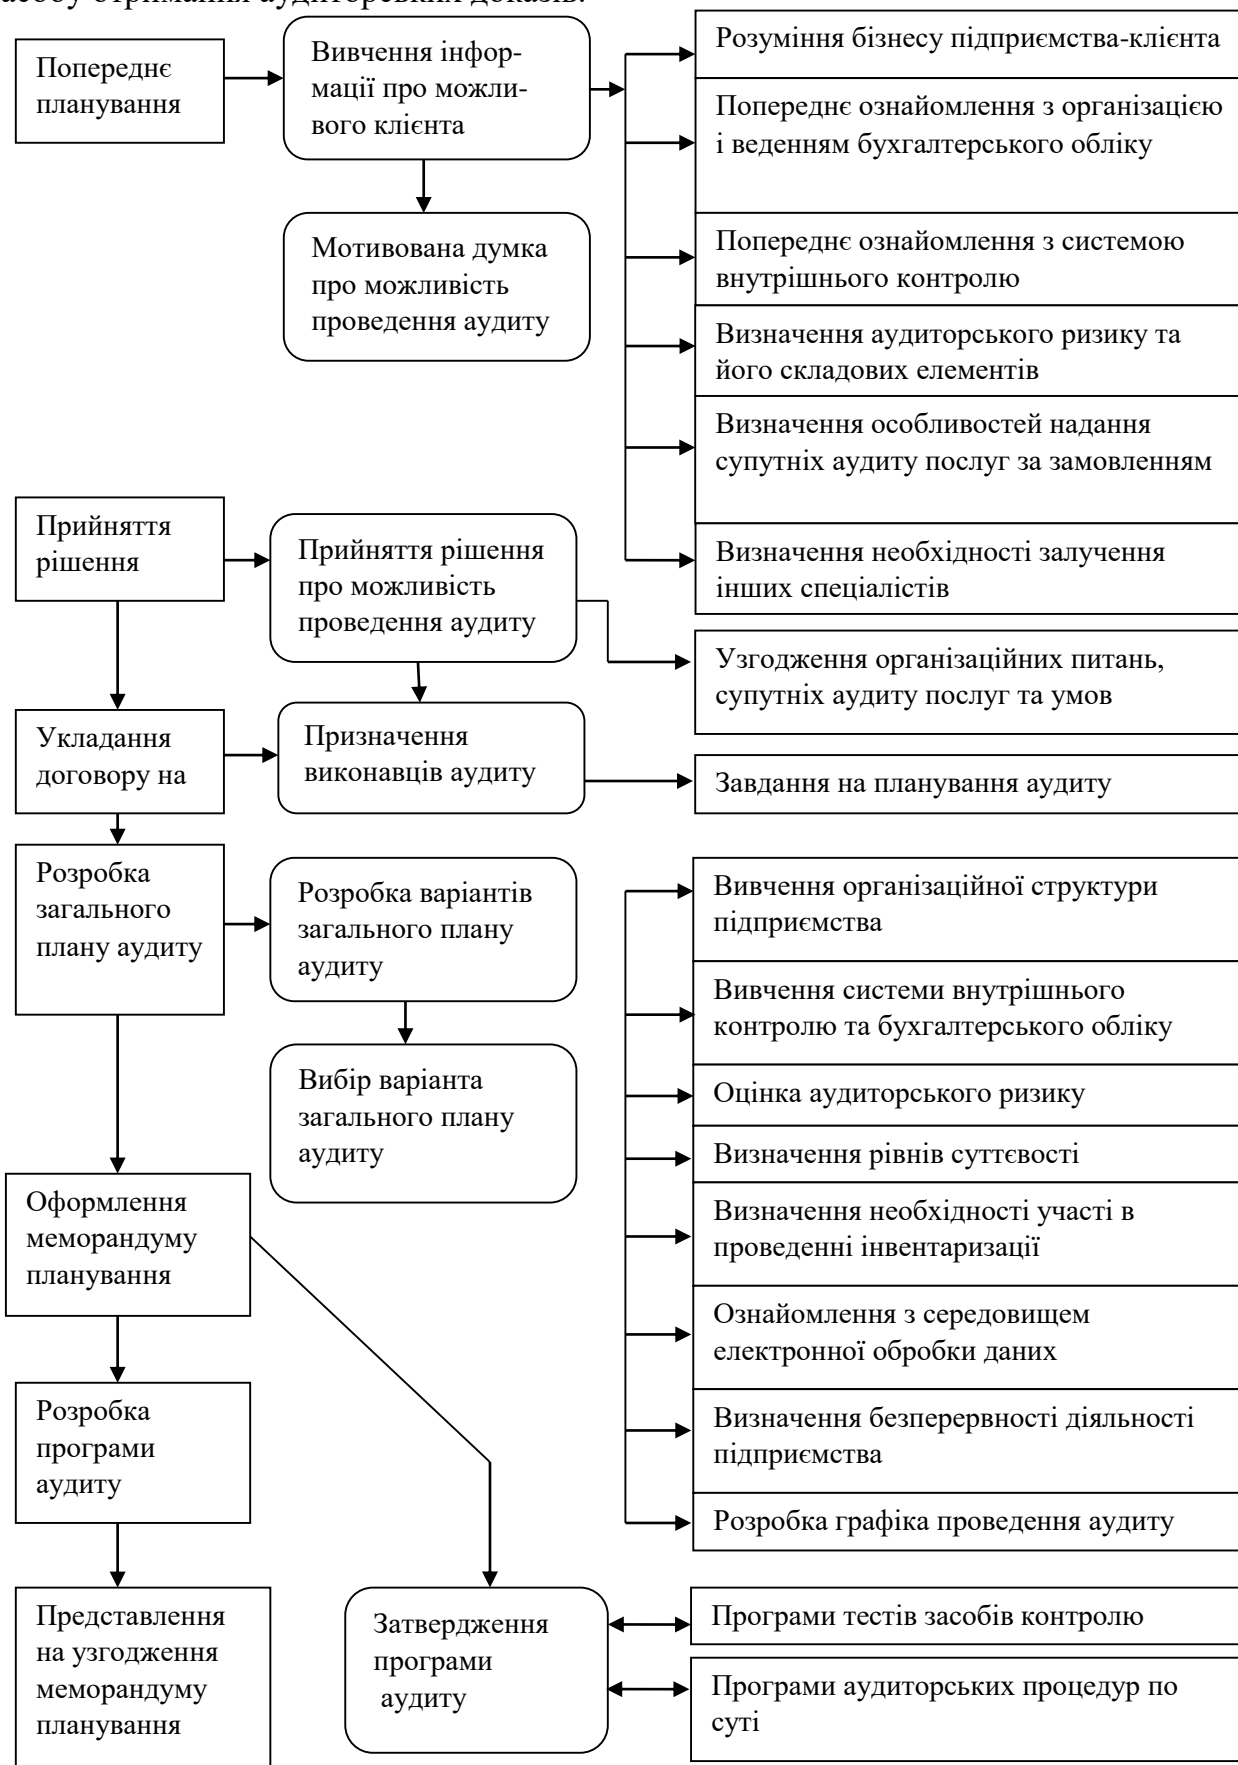 засобу отримання аудиторських доказів.
Попереднє
планування
Вивчення інфор-
мації про можли-
вого клієнта
Розуміння бізнесу підприємства-клієнта
Попереднє ознайомлення з організацією
і веденням бухгалтерського обліку
Мотивована думка
про можливість
проведення аудиту
Попереднє ознайомлення з системою
внутрішнього контролю
Визначення аудиторського ризику та
його складових елементів
Визначення особливостей надання
супутніх аудиту послуг за замовленням
Визначення необхідності залучення
інших спеціалістів
Прийняття
рішення
Прийняття рішення
про можливість
проведення аудиту
Узгодження організаційних питань,
супутніх аудиту послуг та умов
Укладання
договору на
Призначення
виконавців аудиту
Завдання на планування аудиту
Розробка
загального
плану аудиту
Розробка варіантів
загального плану
аудиту
Вибір варіанта
загального плану
аудиту
Вивчення організаційної структури
підприємства
Вивчення системи внутрішнього
контролю та бухгалтерського обліку
Оцінка аудиторського ризику
Визначення рівнів суттєвості
Визначення необхідності участі в
проведенні інвентаризації
Ознайомлення з середовищем
електронної обробки даних
Визначення безперервності діяльності
підприємства
Розробка графіка проведення аудиту
Оформлення
меморандуму
планування
Розробка
програми
аудиту
Представлення
на узгодження
меморандуму
планування
Затвердження
програми
аудиту
Програми тестів засобів контролю
Програми аудиторських процедур по
суті